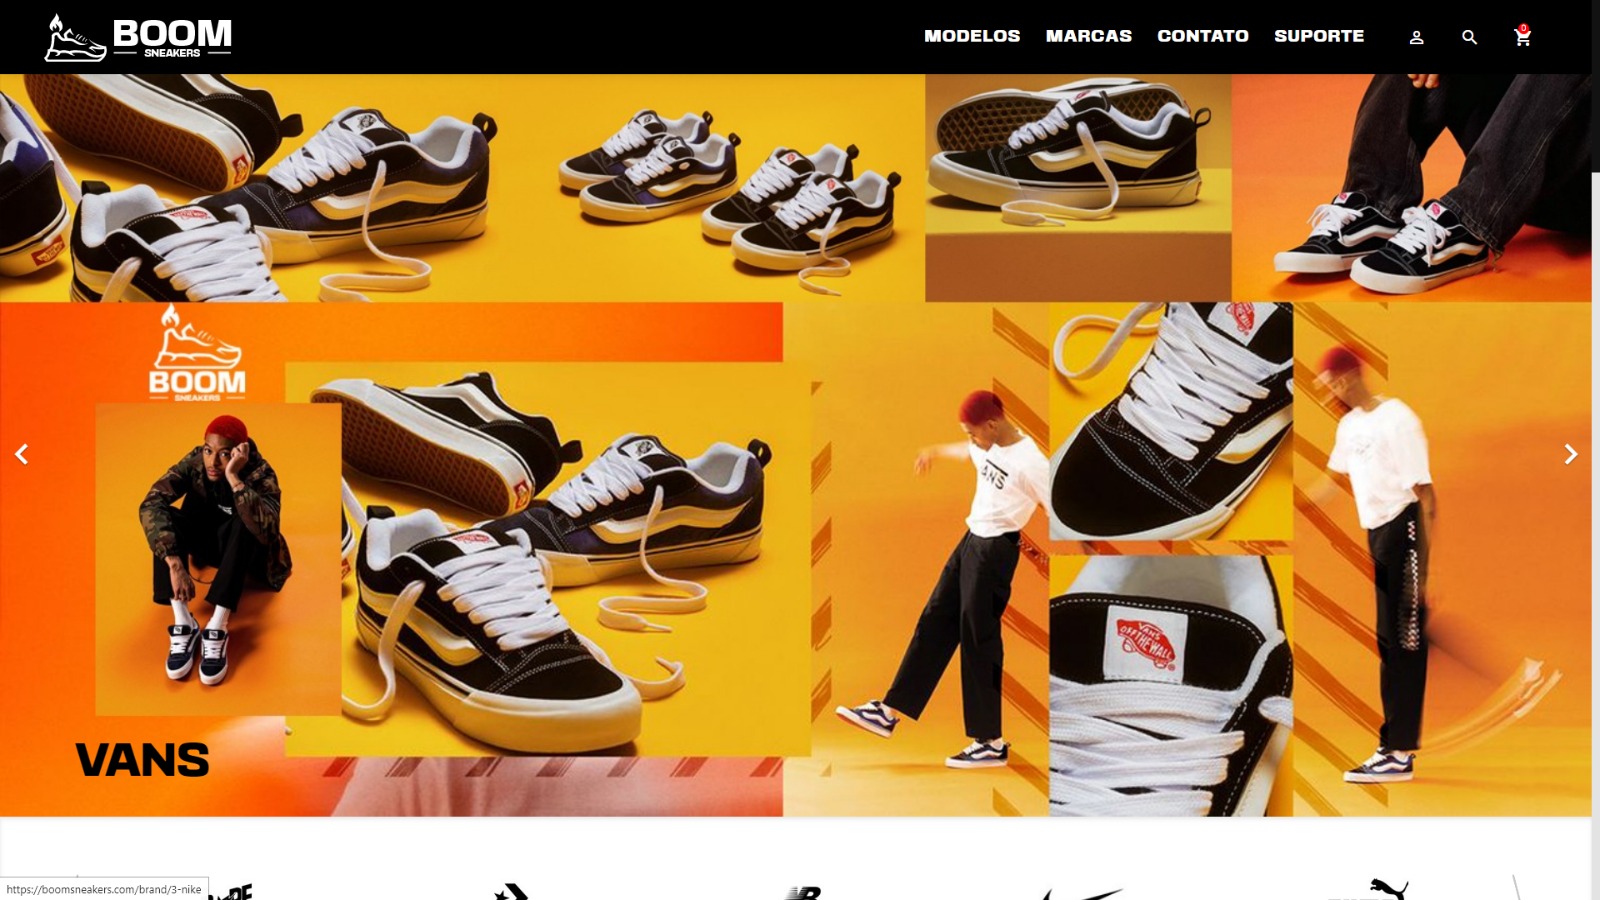 BOOM
SNEAKERS
MODELOS MARCAS CONTATO SUPORTE
0
BOOM
SNEAKERS
VANS
VANS
OFF THE WALL
VANS
https://boomsneakers.com/brand/3-nike